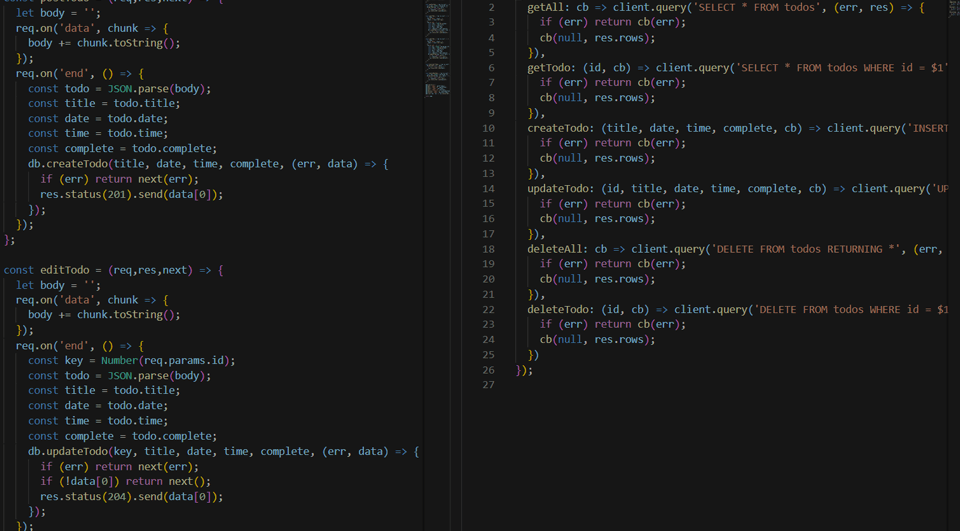 const postTodo = (req,res,next) => {
let body = '';
req.on('data', chunk => {
body += chunk.toString();
});
req.on('end', () => {
const todo = JSON.parse(body);
const title = todo.title;
const date = todo.date;
const time = todo.time;
const complete = todo.complete;
db.createTodo(title, date, time, complete, (err, data) => {
if (err) return next(err);
res.status(201).send(data[0]);
});
});
};
const editTodo = (req,res,next) => {
let body = '';
req.on('data', chunk => {
body += chunk.toString();
});
req.on('end', () => {
const key = Number(req.params.id);
const todo = JSON.parse(body);
const title = todo.title;
const date = todo.date;
const time = todo.time;
const complete = todo.complete;
db.updateTodo(key, title, date, time, complete, (err, data) => {
if (err) return next(err);
if (!data[0]) return next();
res.status(204).send(data[0]);
});
});
2 getAll: cb => client.query('SELECT * FROM todos', (err, res) => {
3 if (err) return cb(err);
4 cb(null, res.rows);
5 }),
6 getTodo: (id, cb) => client.query('SELECT * FROM todos WHERE id = $1'
7 if (err) return cb(err);
8 cb(null, res.rows);
9 }),
10 createTodo: (title, date, time, complete, cb) => client.query('INSERT
11 if (err) return cb(err);
12 cb(null, res.rows);
13 }),
14 updateTodo: (id, title, date, time, complete, cb) => client.query('UP
15 if (err) return cb(err);
16 cb(null, res.rows);
17 }),
18 deleteAll: cb => client.query('DELETE FROM todos RETURNING *', (err,
19 if (err) return cb(err);
20 cb(null, res.rows);
21 }),
22 deleteTodo: (id, cb) => client.query('DELETE FROM todos WHERE id = $1
23 if (err) return cb(err);
24 cb(null, res.rows);
25 })
26 });
27